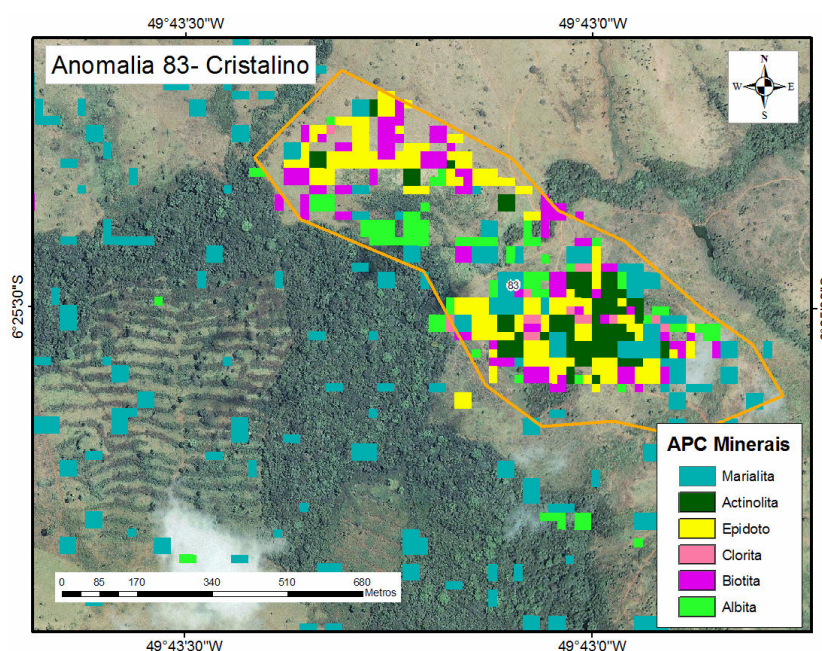 49°43'30"W 49°43'0"W
Anomalia 83- Cristalino
N
W E
S
83
6°25'30"S
APC Minerais
Marialita
Actinolita
Epidoto
Clorita
Biotita
Albita
0 85 170 340 510 680
Metros
49°43'30"W 49°43'0"W